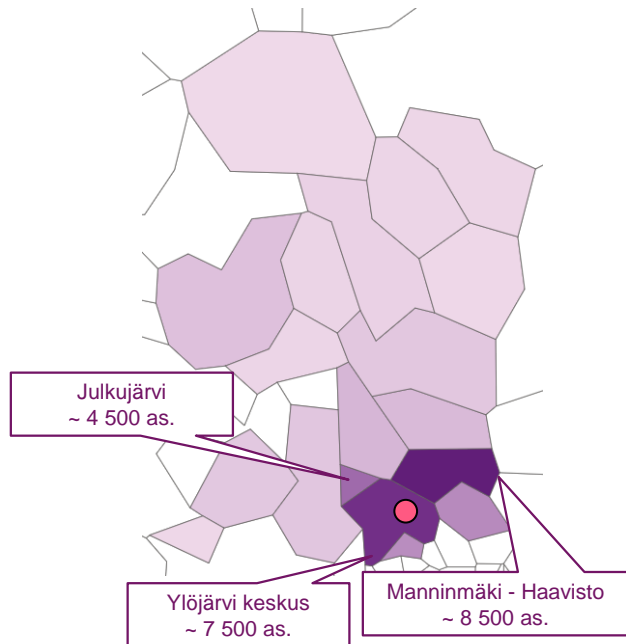 Julkujärvi
~ 4 500 as.
Ylöjärvi keskus
~ 7 500 as.
Manninmäki - Haavisto
~ 8 500 as.